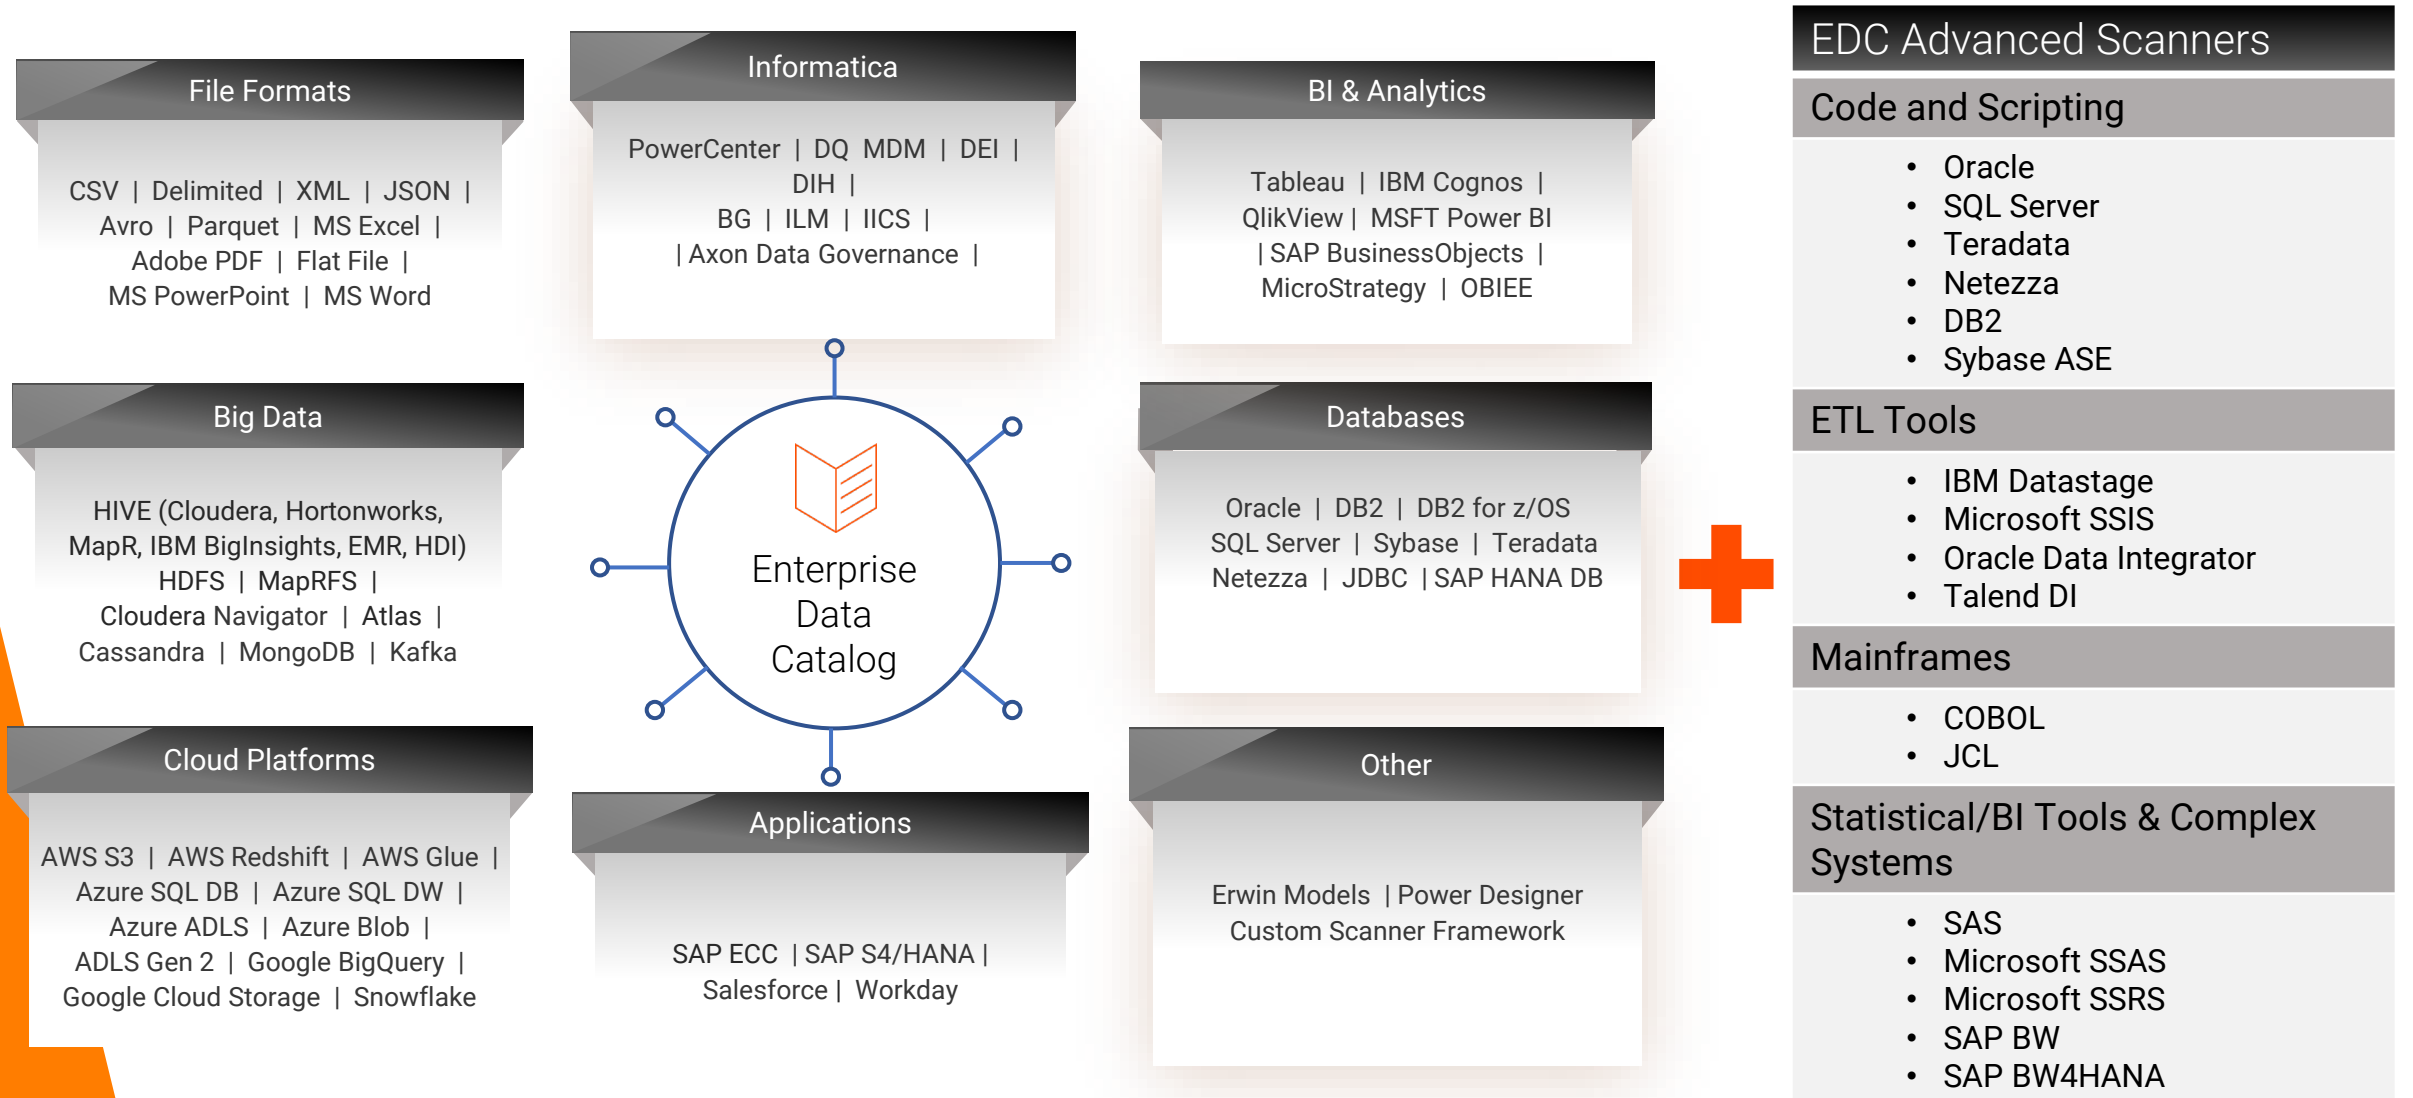 File Formats
CSV | Delimited | XML | JSON |
Avro | Parquet | MS Excel |
Adobe PDF | Flat File |
MS PowerPoint | MS Word
Informatica
PowerCenter | DQ MDM | DEI |
DIH |
BG | ILM | IICS |
| Axon Data Governance |
BI & Analytics
Tableau | IBM Cognos |
QlikView | MSFT Power BI
| SAP BusinessObjects |
MicroStrategy | OBIEE
Big Data
HIVE (Cloudera, Hortonworks,
MapR, IBM BigInsights, EMR, HDI)
HDFS | MapRFS |
Cloudera Navigator | Atlas |
Cassandra | MongoDB | Kafka
Enterprise
Data
Catalog
Databases
Oracle | DB2 | DB2 for z/OS
SQL Server | Sybase | Teradata
Netezza | JDBC | SAP HANA DB
Cloud Platforms
AWS S3 | AWS Redshift | AWS Glue |
Azure SQL DB | Azure SQL DW |
Azure ADLS | Azure Blob |
ADLS Gen 2 | Google BigQuery |
Google Cloud Storage | Snowflake
Applications
SAP ECC | SAP S4/HANA |
Salesforce | Workday
Other
Erwin Models | Power Designer
Custom Scanner Framework
EDC Advanced Scanners
Code and Scripting
• Oracle
• SQL Server
• Teradata
• Netezza
• DB2
• Sybase ASE
ETL Tools
• IBM Datastage
• Microsoft SSIS
• Oracle Data Integrator
• Talend DI
Mainframes
• COBOL
• JCL
Statistical/BI Tools & Complex
Systems
• SAS
• Microsoft SSAS
• Microsoft SSRS
• SAP BW
• SAP BW4HANA